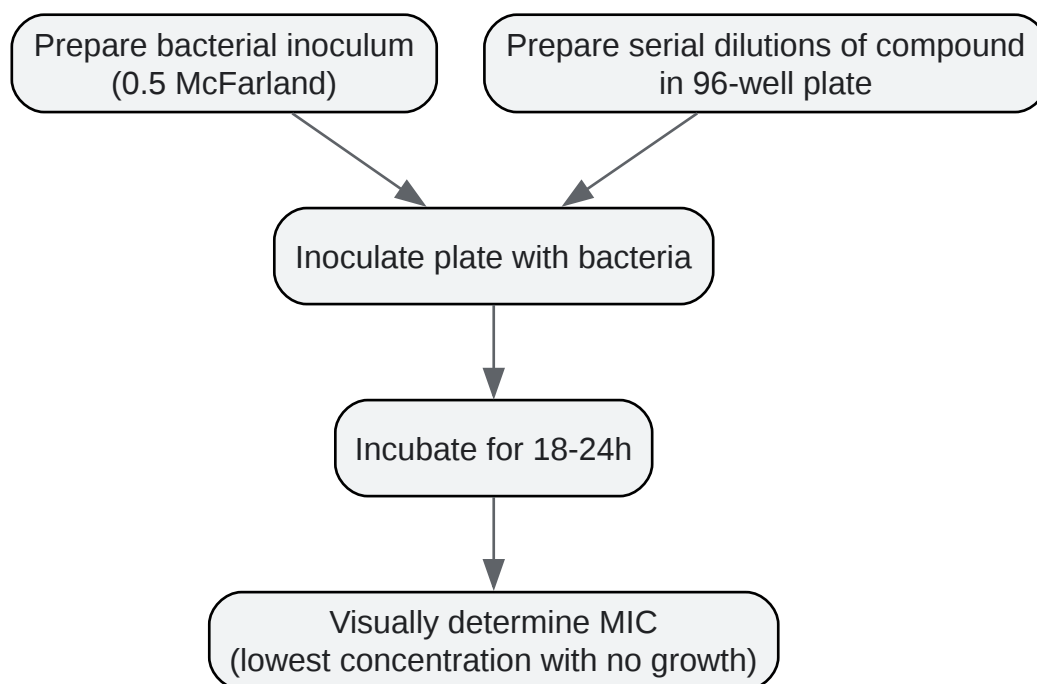 Prepare bacterial inoculum
(0.5 McFarland)
Prepare serial dilutions of compound
in 96-well plate
Inoculate plate with bacteria
Incubate for 18-24h
Visually determine MIC
(lowest concentration with no growth)